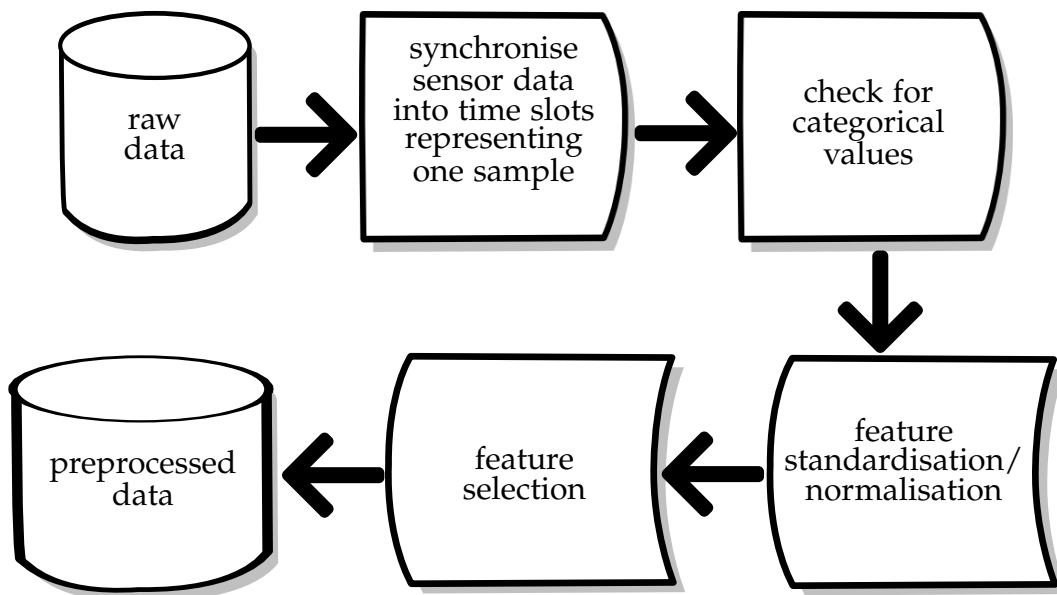 raw
data
synchronise
sensor data
into time slots
representing
one sample
check for
categorical
values
feature
standardisation/
normalisation
feature
selection
preprocessed
data